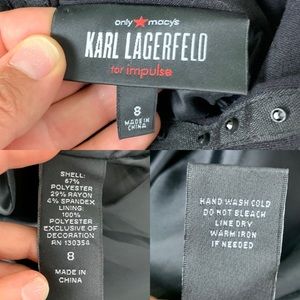 only ★ macy's
KARL LAGERFELD
for impulse
8
MADE IN
CHINA
SHELL:
67%
POLYESTER
29% RAYON
4% SPANDEX
LINING:
100%
POLYESTER
EXCLUSIVE OF
DECORATION
RN 130354
8
MADE IN
CHINA
HAND WASH COLD
DO NOT BLEACH
LINE DRY
WARM IRON
IF NEEDED